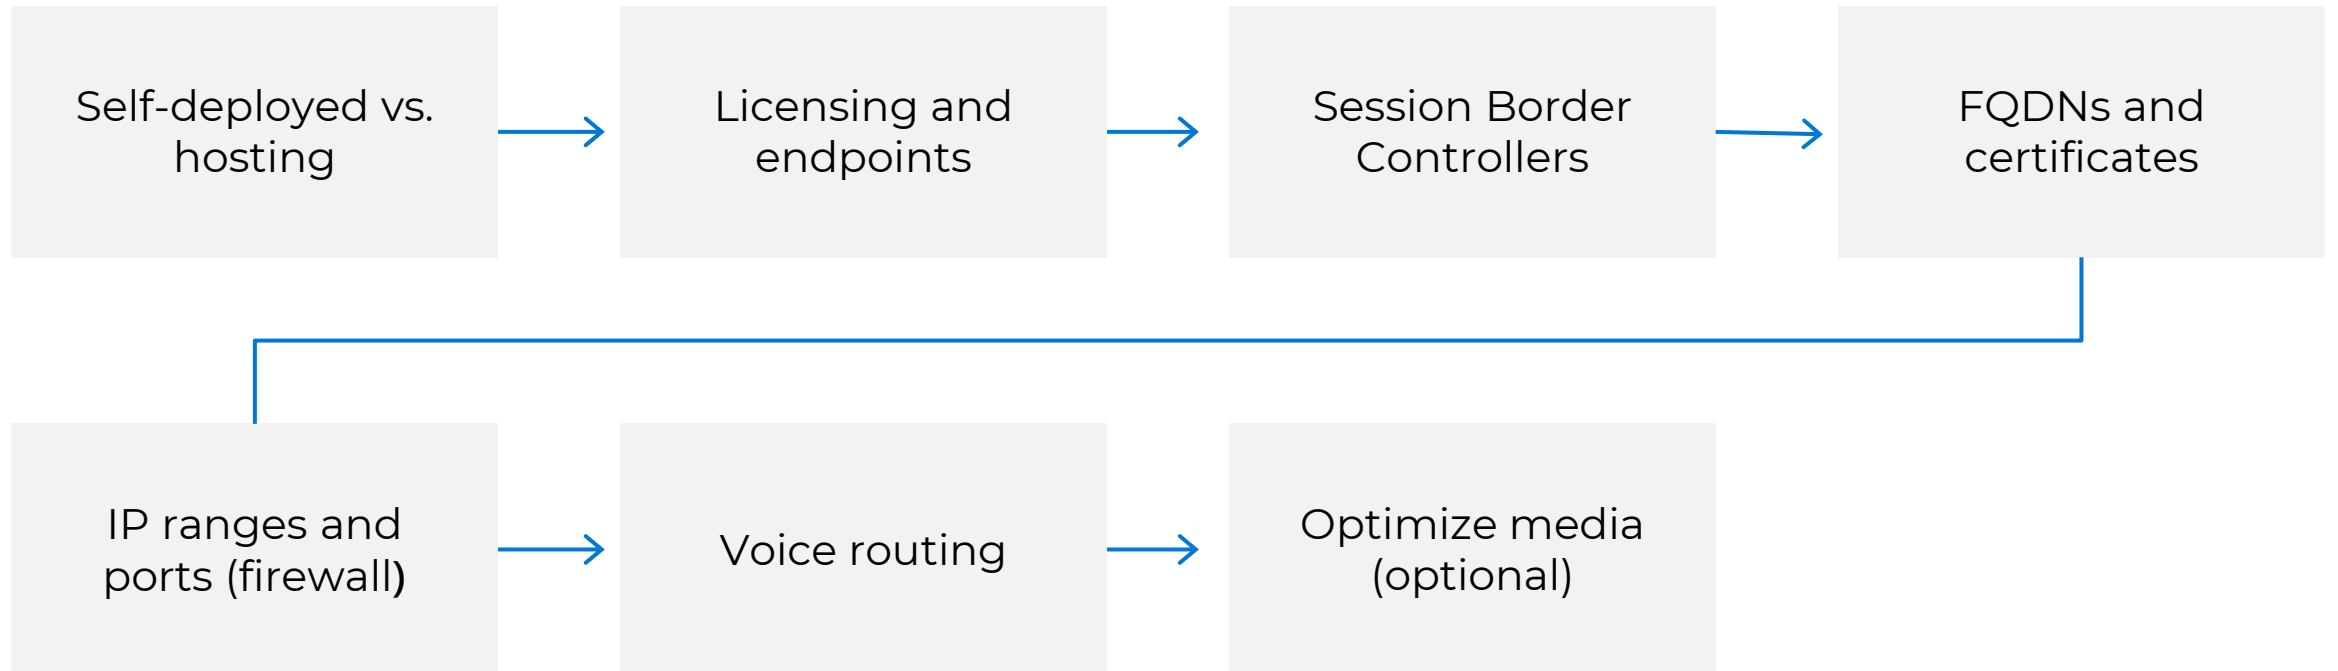 Self-deployed vs.
hosting
Licensing and
endpoints
Session Border
Controllers
FQDNs and
certificates
IP ranges and
ports (firewall)
Voice routing
Optimize media
(optional)